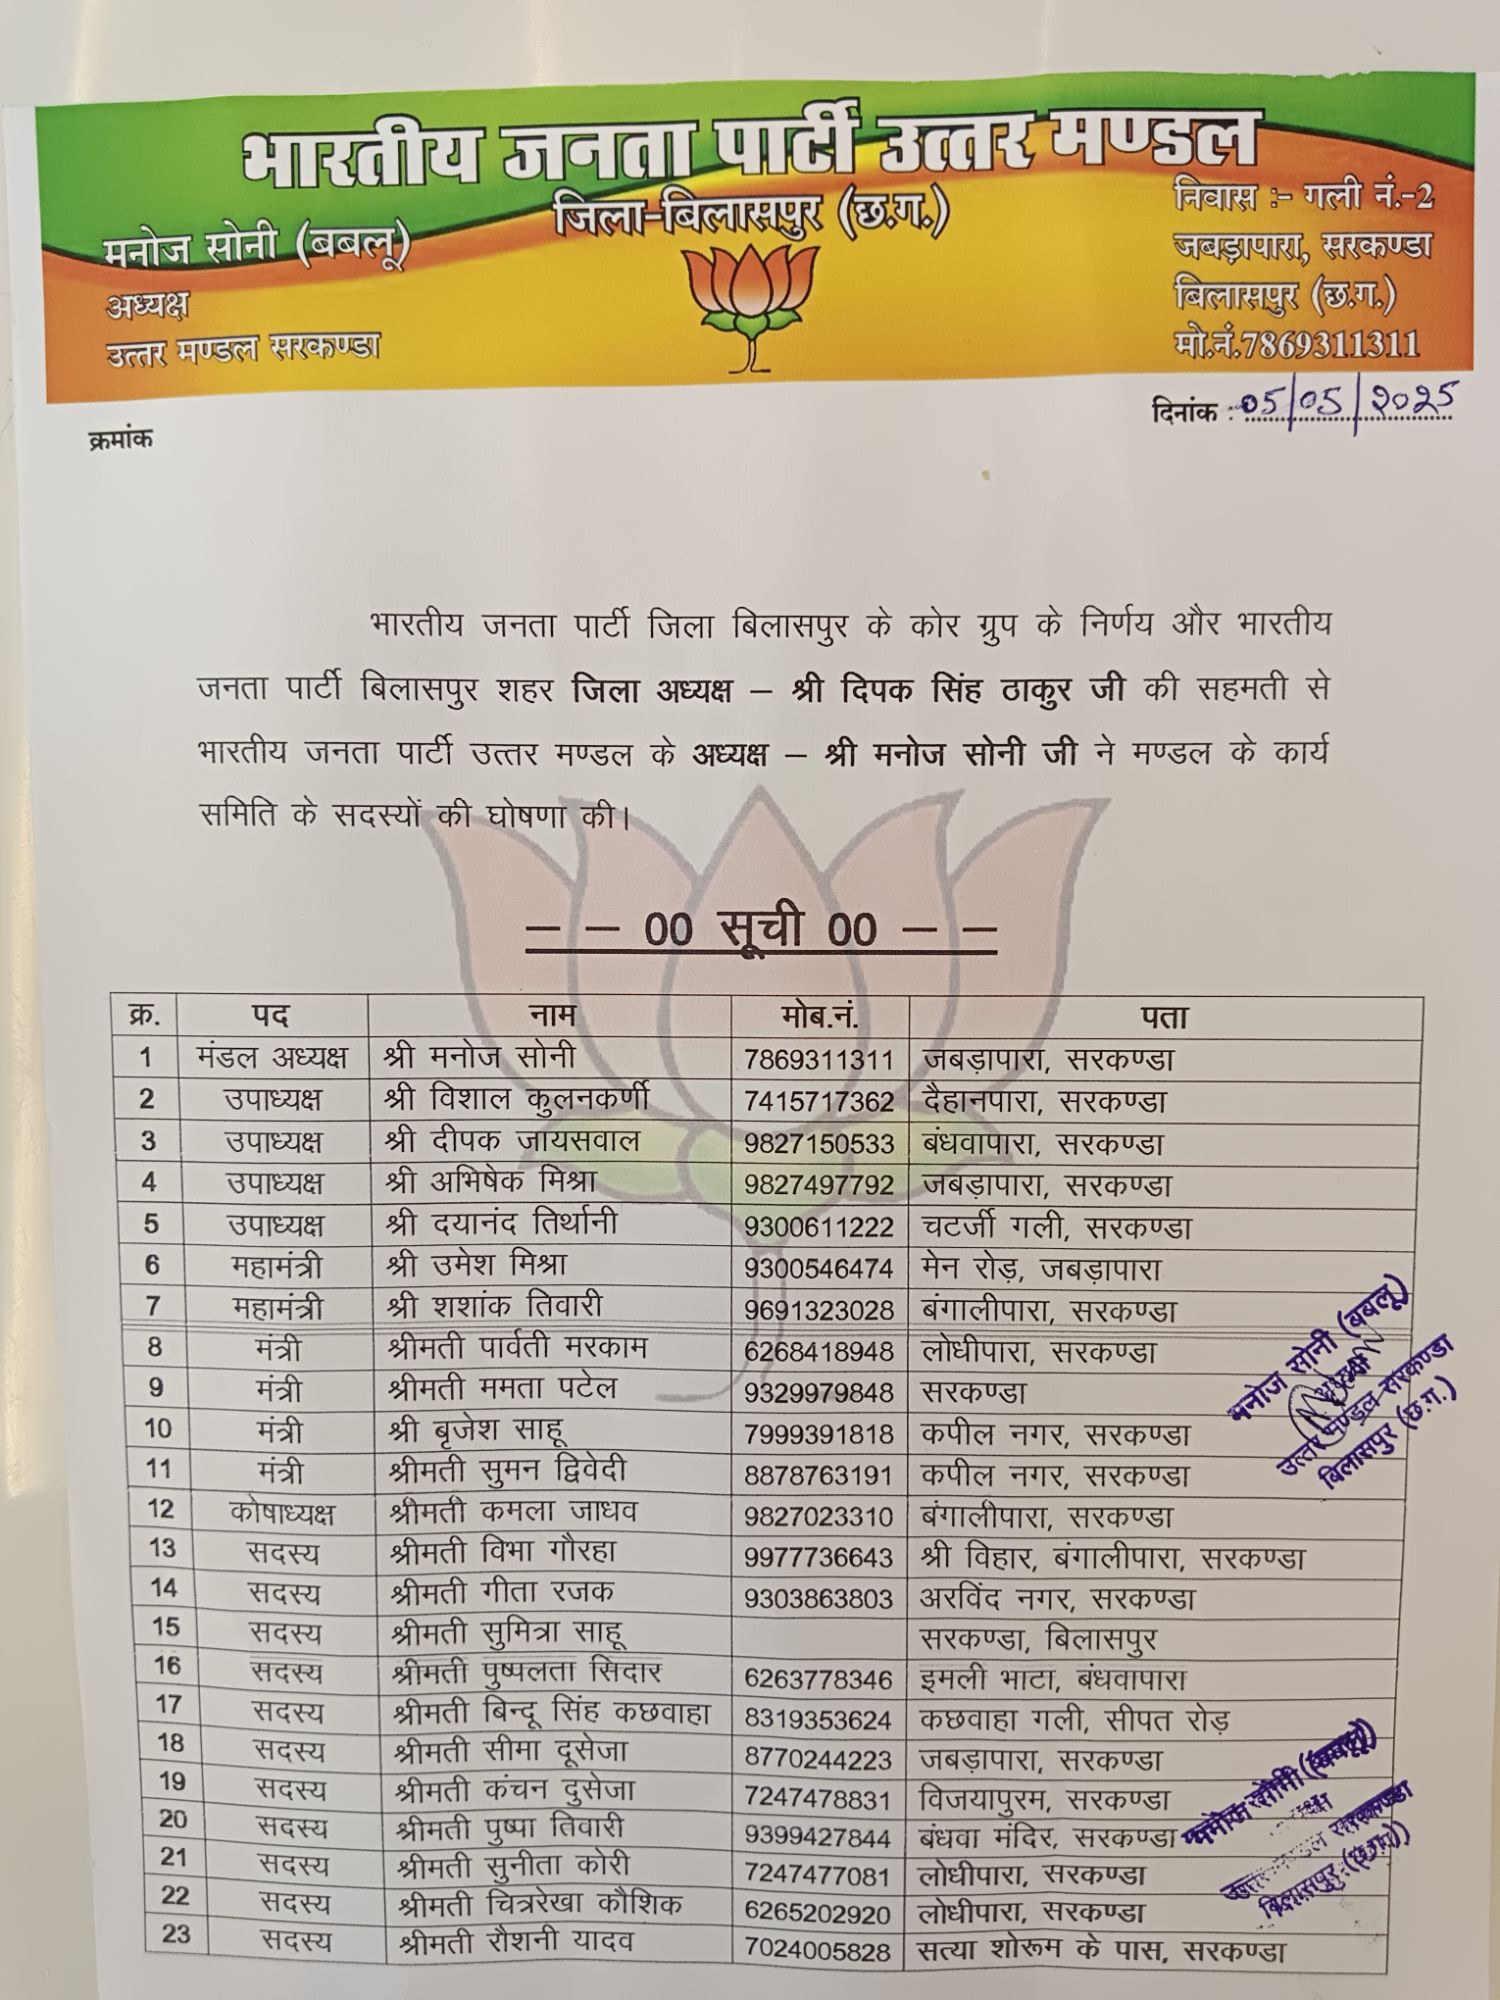 भारतीय जनता पार्टी उत्तर मण्डल
जिला-बिलासपुर (छ.ग.)
मनोज सोनी (बबलू)
अध्यक्ष
उत्तर मण्डल सरकण्डा
निवास :- गली नं.-2
जबड़ापारा, सरकण्डा
बिलासपुर (छ.ग.)
मो.नं.7869311311
क्रमांक
दिनांक : 05/05/2025
भारतीय जनता पार्टी जिला बिलासपुर के कोर ग्रुप के निर्णय और भारतीय
जनता पार्टी बिलासपुर शहर जिला अध्यक्ष – श्री दिपक सिंह ठाकुर जी की सहमती से
भारतीय जनता पार्टी उत्तर मण्डल के अध्यक्ष – श्री मनोज सोनी जी ने मण्डल के कार्य
समिति के सदस्यों की घोषणा की।
– – 00 सूची 00 – –
क्र. पद नाम मोब.नं. पता
1 मंडल अध्यक्ष श्री मनोज सोनी 7869311311 जबड़ापारा, सरकण्डा
2 उपाध्यक्ष श्री विशाल कुलनकर्णी 7415717362 दैहानपारा, सरकण्डा
3 उपाध्यक्ष श्री दीपक जायसवाल 9827150533 बंधवापारा, सरकण्डा
4 उपाध्यक्ष श्री अभिषेक मिश्रा 9827497792 जबड़ापारा, सरकण्डा
5 उपाध्यक्ष श्री दयानंद तिर्थानी 9300611222 चटर्जी गली, सरकण्डा
6 महामंत्री श्री उमेश मिश्रा 9300546474 मेन रोड़, जबड़ापारा
7 महामंत्री श्री शशांक तिवारी 9691323028 बंगालीपारा, सरकण्डा
8 मंत्री श्रीमती पार्वती मरकाम 6268418948 लोधीपारा, सरकण्डा
9 मंत्री श्रीमती ममता पटेल 9329979848 सरकण्डा
10 मंत्री श्री बृजेश साहू 7999391818 कपील नगर, सरकण्डा
11 मंत्री श्रीमती सुमन द्विवेदी 8878763191 कपील नगर, सरकण्डा
12 कोषाध्यक्ष श्रीमती कमला जाधव 9827023310 बंगालीपारा, सरकण्डा
13 सदस्य श्रीमती विभा गौरहा 9977736643 श्री विहार, बंगालीपारा, सरकण्डा
14 सदस्य श्रीमती गीता रजक 9303863803 अरविंद नगर, सरकण्डा
15 सदस्य श्रीमती सुमित्रा साहू सरकण्डा, बिलासपुर
16 सदस्य श्रीमती पुष्पलता सिदार 6263778346 इमली भाटा, बंधवापारा
17 सदस्य श्रीमती बिन्दू सिंह कछवाहा 8319353624 कछवाहा गली, सीपत रोड़
18 सदस्य श्रीमती सीमा दूसेजा 8770244223 जबड़ापारा, सरकण्डा
19 सदस्य श्रीमती कंचन दुसेजा 7247478831 विजयापुरम, सरकण्डा
20 सदस्य श्रीमती पुष्पा तिवारी 9399427844 बंधवा मंदिर, सरकण्डा
21 सदस्य श्रीमती सुनीता कोरी 7247477081 लोधीपारा, सरकण्डा
22 सदस्य श्रीमती चित्ररेखा कौशिक 6265202920 लोधीपारा, सरकण्डा
23 सदस्य श्रीमती रौशनी यादव 7024005828 सत्या शोरूम के पास, सरकण्डा
मनोज सोनी (बबलू)
अध्यक्ष
उत्तर मण्डल सरकण्डा
बिलासपुर (छ.ग.)
मनोज सोनी (बबलू)
सरकण्डा
बिलासपुर (छ.ग.)